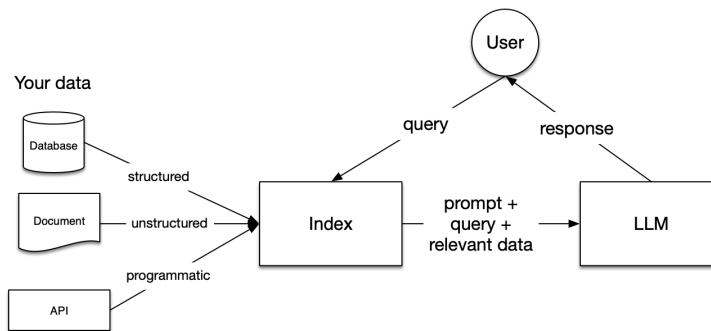 User
Your data
Database
query
response
structured
Document
unstructured
Index
prompt +
query +
relevant data
LLM
programmatic
API